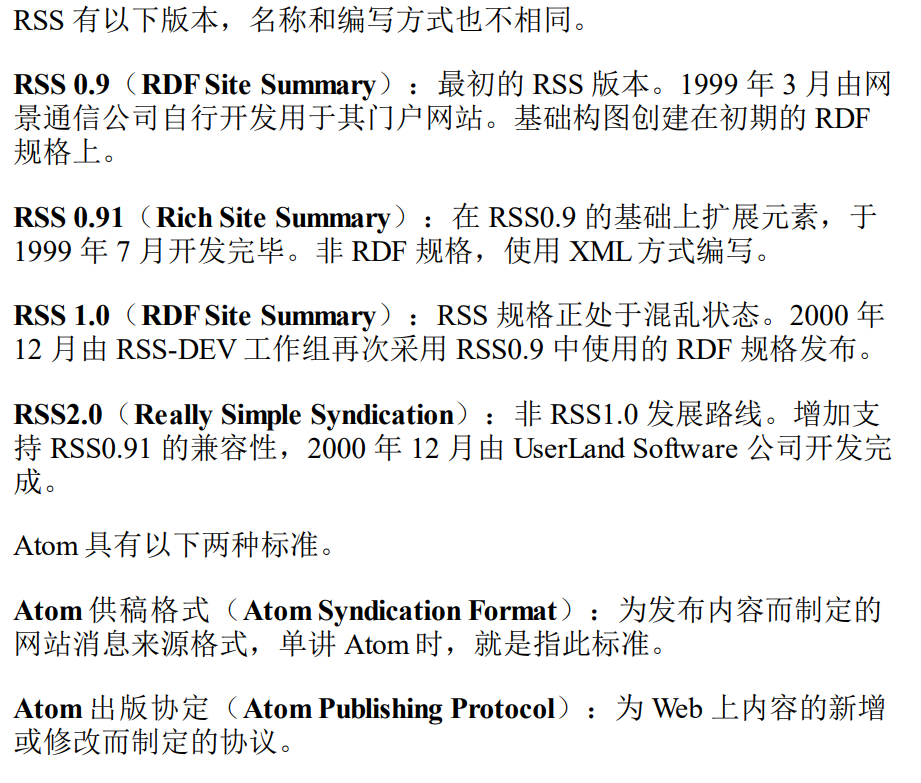 RSS 有以下版本，名称和编写方式也不相同。
RSS 0.9（RDF Site Summary）：最初的 RSS 版本。1999 年 3 月由网
景通信公司自行开发用于其门户网站。基础构图创建在初期的 RDF
规格上。
RSS 0.91（Rich Site Summary）：在 RSS0.9 的基础上扩展元素，于
1999 年 7 月开发完毕。非 RDF 规格，使用 XML 方式编写。
RSS 1.0（RDF Site Summary）：RSS 规格正处于混乱状态。2000 年
12 月由 RSS-DEV 工作组再次采用 RSS0.9 中使用的 RDF 规格发布。
RSS2.0（Really Simple Syndication）：非 RSS1.0 发展路线。增加支
持 RSS0.91 的兼容性，2000 年 12 月由 UserLand Software 公司开发完
成。
Atom 具有以下两种标准。
Atom 供稿格式（Atom Syndication Format）：为发布内容而制定的
网站消息来源格式，单讲 Atom 时，就是指此标准。
Atom 出版协定（Atom Publishing Protocol）：为 Web 上内容的新增
或修改而制定的协议。